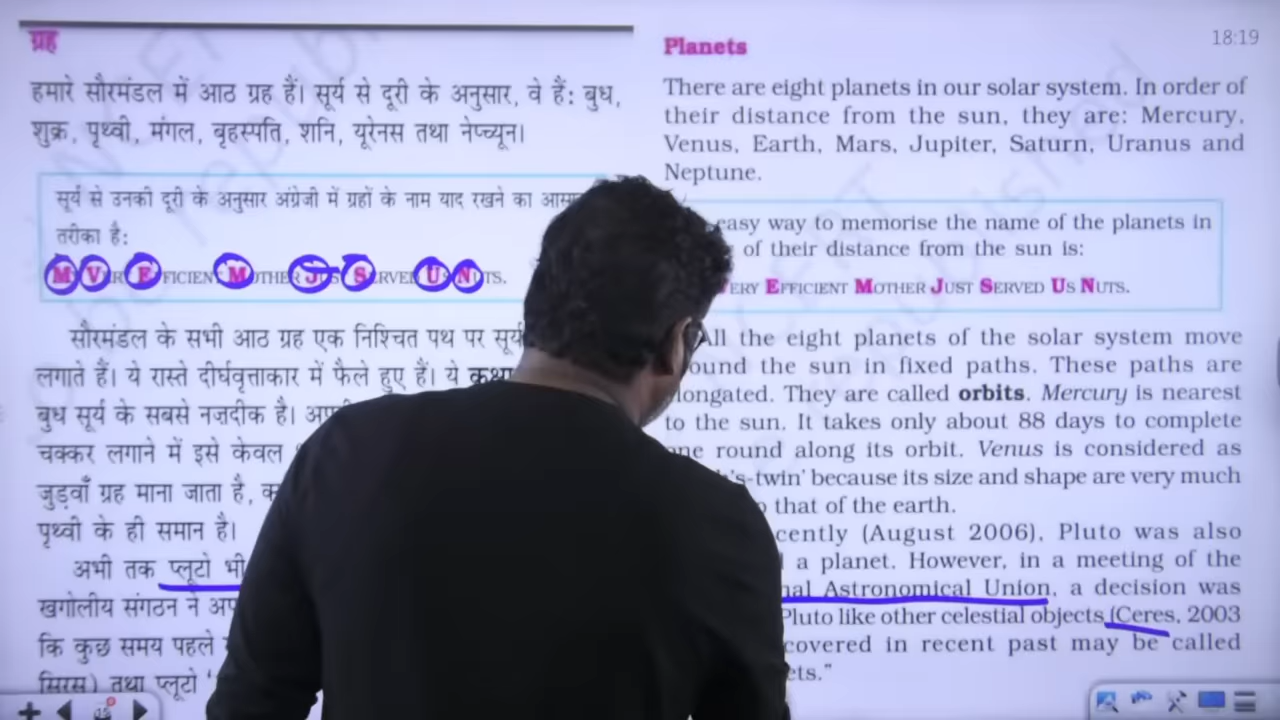 ग्रह
हमारे सौरमंडल में आठ ग्रह हैं। सूर्य से दूरी के अनुसार, वे हैं: बुध,
शुक्र, पृथ्वी, मंगल, बृहस्पति, शनि, यूरेनस तथा नेप्च्यून।
सूर्य से उनकी दूरी के अनुसार अंग्रेजी में ग्रहों के नाम याद रखने का
तरीका है:
MY VERY EFFICIENT MOTHER JUST SERVED US NUTS.
सौरमंडल के सभी आठ ग्रह एक निश्चित पथ पर सूर्य
लगाते हैं। ये रास्ते दीर्घवृत्ताकार में फैले हुए हैं। ये
बुध सूर्य के सबसे नज़दीक है।
चक्कर लगाने में इसे केवल
जुड़वाँ ग्रह माना जाता है,
पृथ्वी के ही समान है।
अभी तक प्लूटो भी
खगोलीय संगठन ने
कि कुछ समय पहले
सिरस) तथा प्लूटो
18:19
Planets
There are eight planets in our solar system. In order of
their distance from the sun, they are: Mercury,
Venus, Earth, Mars, Jupiter, Saturn, Uranus and
Neptune.
easy way to memorise the name of the planets in
of their distance from the sun is:
VERY EFFICIENT MOTHER JUST SERVED US NUTS.
All the eight planets of the solar system move
the sun in fixed paths. These paths are
They are called orbits. Mercury is nearest
to the sun. It takes only about 88 days to complete
round along its orbit. Venus is considered as
because its size and shape are very much
that of the earth.
(August 2006), Pluto was also
a planet. However, in a meeting of the
Astronomical Union, a decision was
Pluto like other celestial objects (Ceres, 2003
in recent past may be called